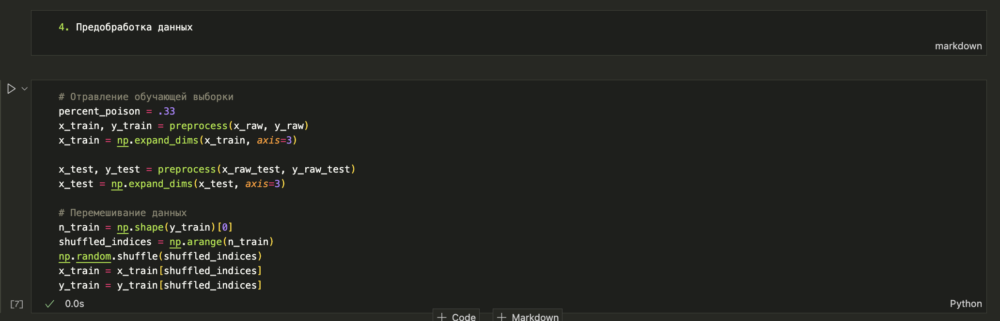 4. Предобработка данных
markdown
# Отравление обучающей выборки
percent_poison = .33
x_train, y_train = preprocess(x_raw, y_raw)
x_train = np.expand_dims(x_train, axis=3)
x_test, y_test = preprocess(x_raw_test, y_raw_test)
x_test = np.expand_dims(x_test, axis=3)
# Перемешивание данных
n_train = np.shape(y_train)[0]
shuffled_indices = np.arange(n_train)
np.random.shuffle(shuffled_indices)
x_train = x_train[shuffled_indices]
y_train = y_train[shuffled_indices]
[7] 0.0s Python
+ Code + Markdown